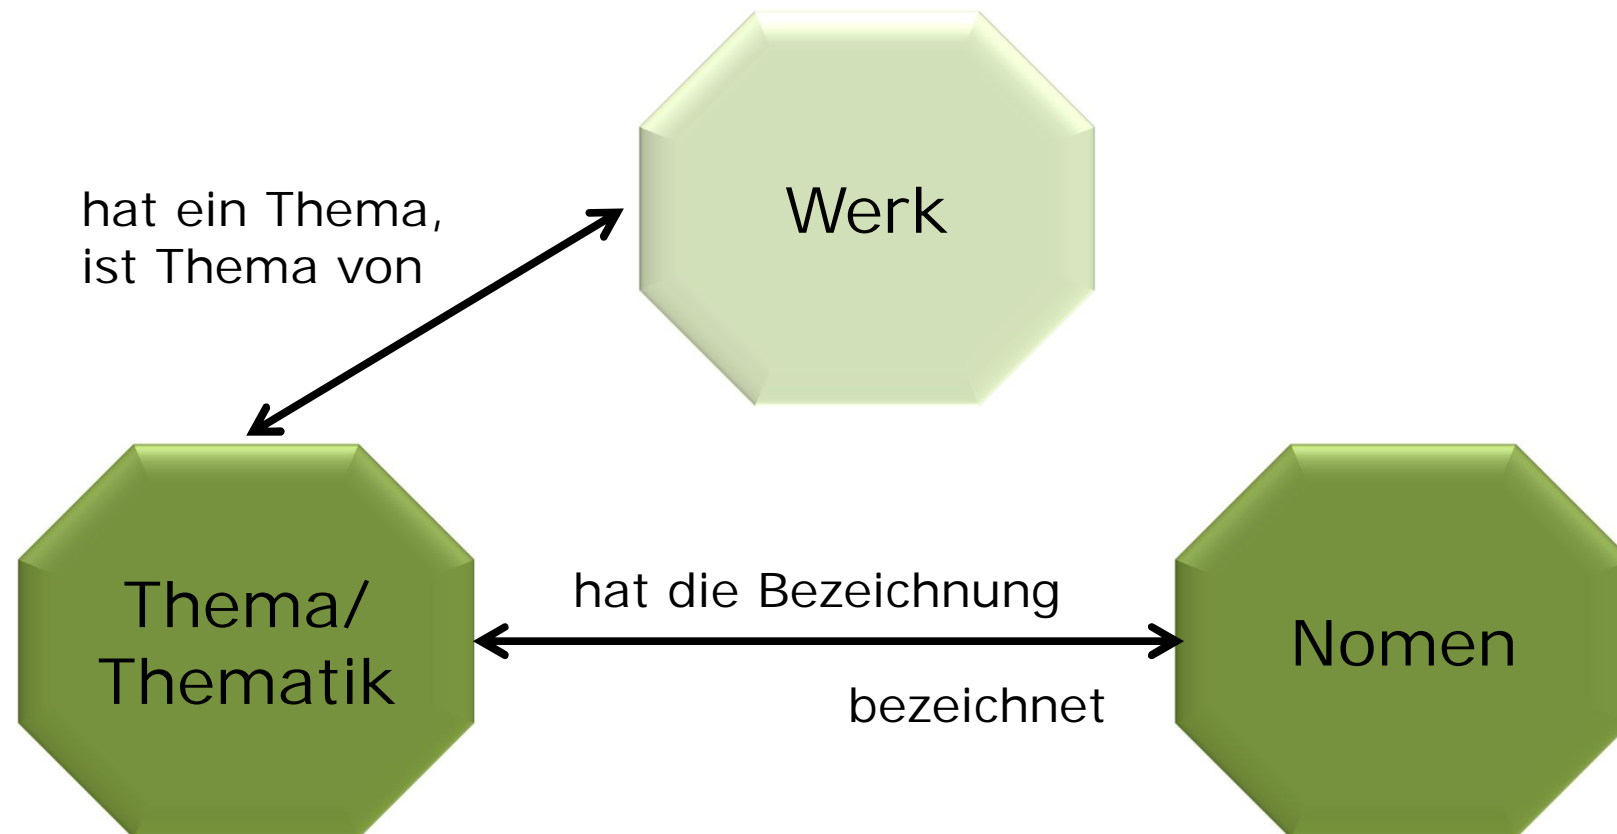 Werk
hat ein Thema,
ist Thema von
Thema/
Thematik
hat die Bezeichnung
bezeichnet
Nomen